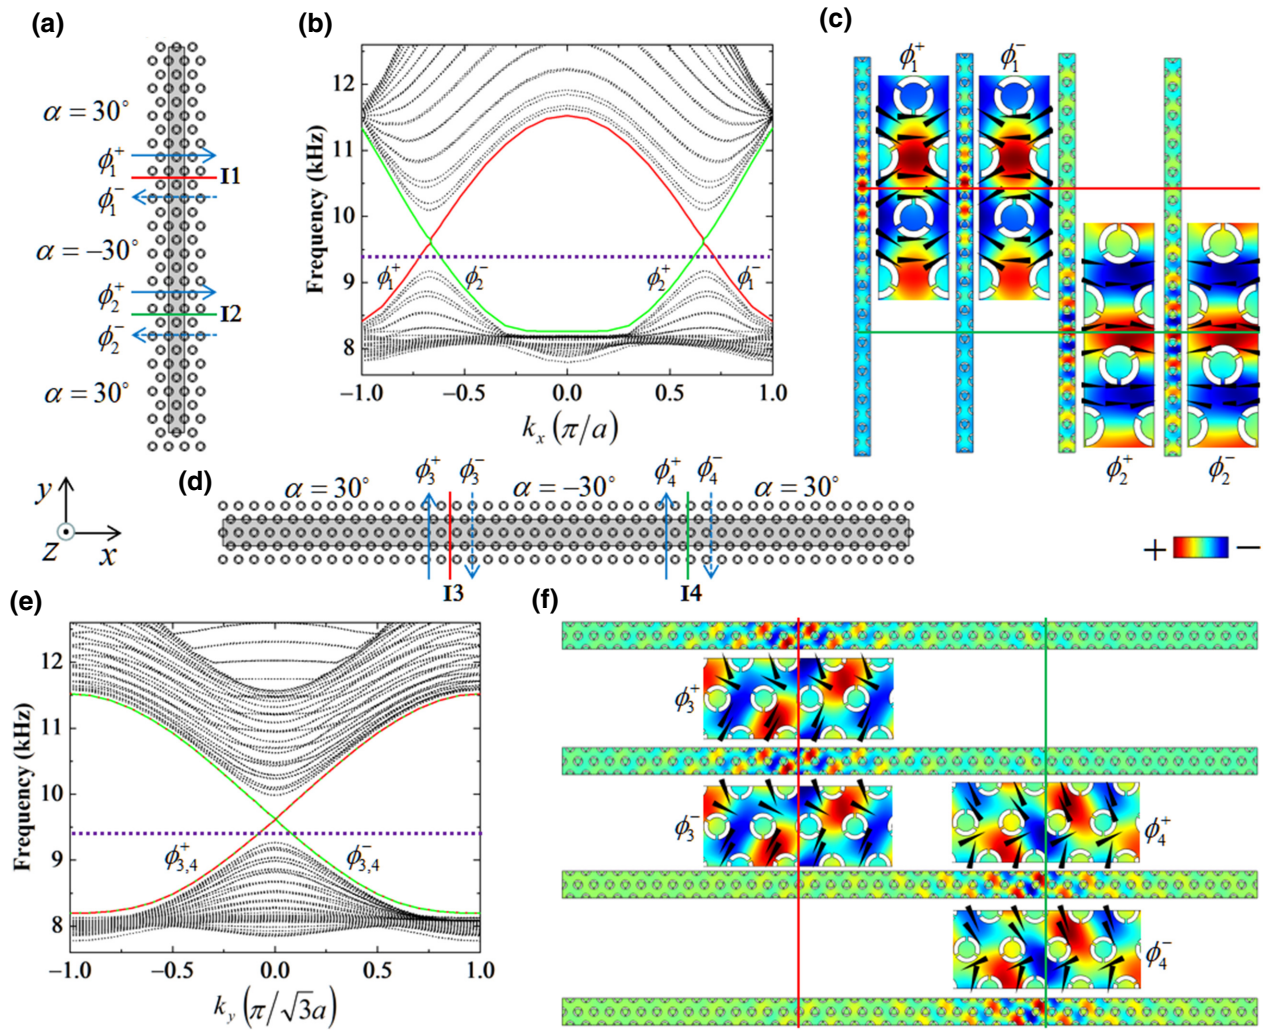 (a)
α = 30°
ϕ₁⁺
I1
ϕ₁⁻
α = −30°
ϕ₂⁺
I2
ϕ₂⁻
α = 30°
(b)
Frequency (kHz)
12
11
10
9
8
ϕ₁⁺ ϕ₂⁻ ϕ₂⁺ ϕ₁⁻
−1.0 −0.5 0.0 0.5 1.0
kₓ (π/a)
(c)
ϕ₁⁺ ϕ₁⁻
ϕ₂⁺ ϕ₂⁻
+ −
y
z x
(d)
α = 30° ϕ₃⁺ ϕ₃⁻ α = −30° ϕ₄⁺ ϕ₄⁻ α = 30°
I3 I4
(e)
Frequency (kHz)
12
11
10
9
8
ϕ₃,₄⁺ ϕ₃,₄⁻
−1.0 −0.5 0.0 0.5 1.0
k_y (π/√3a)
(f)
ϕ₃⁺
ϕ₃⁻ ϕ₄⁺
ϕ₄⁻